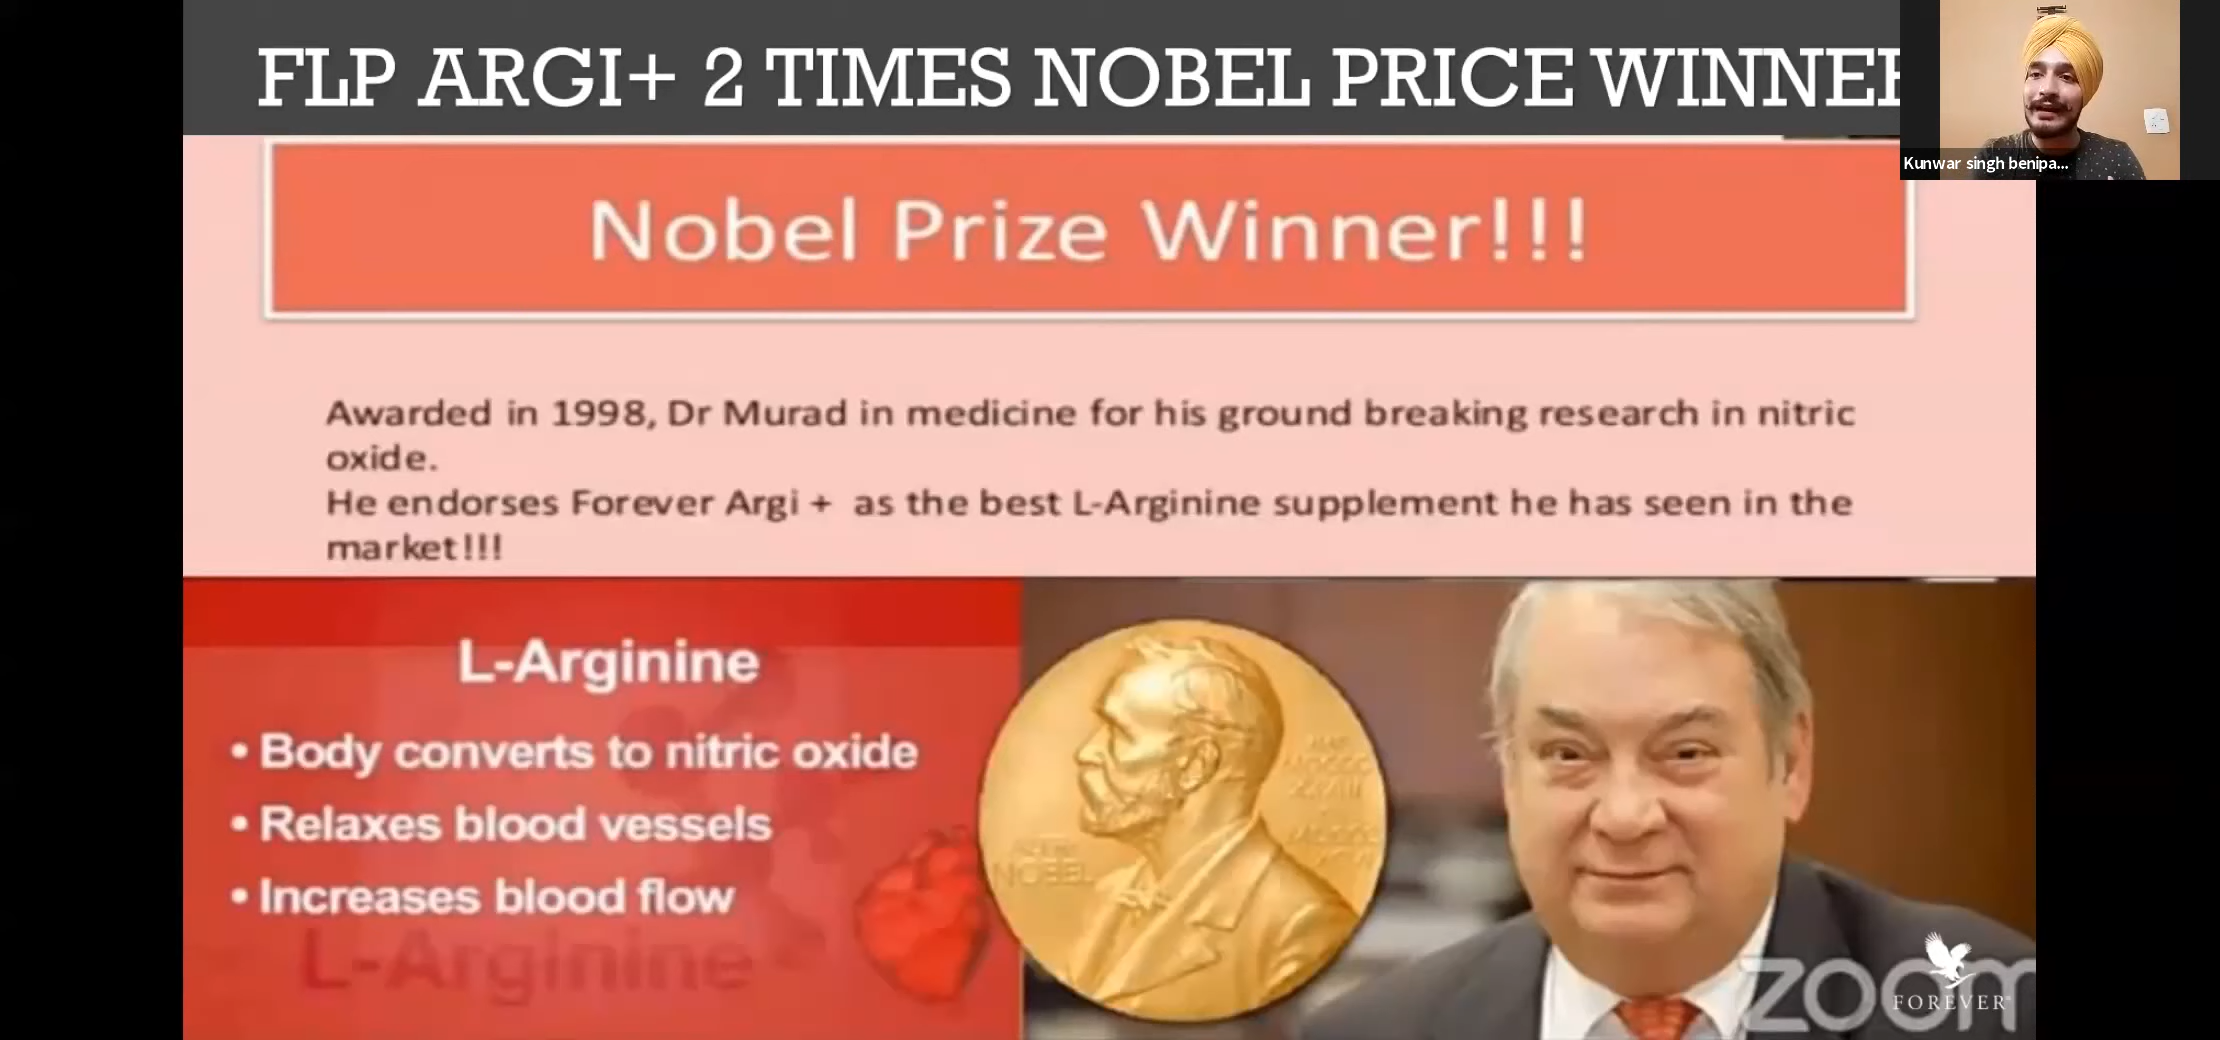 FLP ARGI+ 2 TIMES NOBEL PRICE WINNER
Kunwar singh benipa...
Nobel Prize Winner!!!
Awarded in 1998, Dr Murad in medicine for his ground breaking research in nitric
oxide.
He endorses Forever Argi + as the best L-Arginine supplement he has seen in the
market!!!
L-Arginine
• Body converts to nitric oxide
• Relaxes blood vessels
• Increases blood flow
L-Arginine
NOBEL
zoom
FOREVER